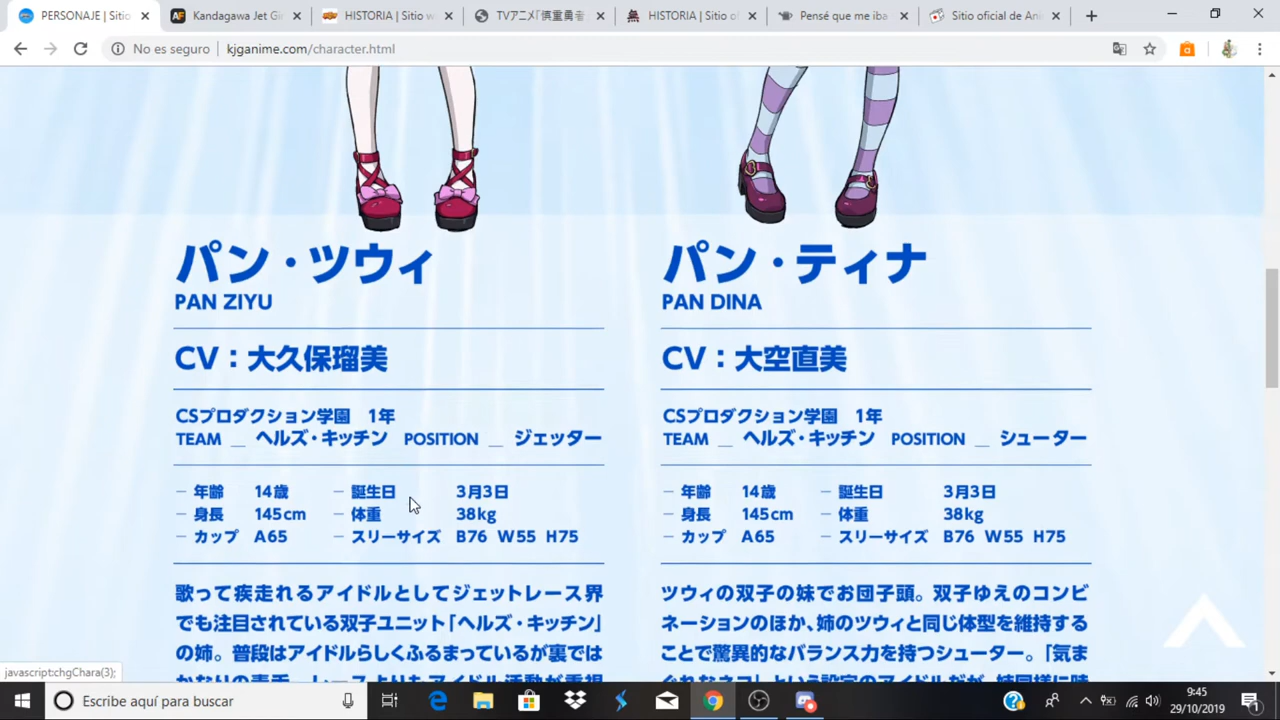 PERSONAJE | Sitio
Kandagawa Jet Gir
HISTORIA | Sitio w
TVアニメ「慎重勇者
HISTORIA | Sitio of
Pensé que me iba
Sitio oficial de Ani
No es seguro | kjganime.com/character.html
パン・ツウィ
PAN ZIYU
CV：大久保瑠美
CSプロダクション学園 1年
TEAM _ ヘルズ・キッチン POSITION _ ジェッター
− 年齢 14歳 − 誕生日 3月3日
− 身長 145cm − 体重 38kg
− カップ A65 − スリーサイズ B76 W55 H75
歌って疾走れるアイドルとしてジェットレース界
でも注目されている双子ユニット「ヘルズ・キッチン」
の姉。普段はアイドルらしくふるまっているが裏では
パン・ティナ
PAN DINA
CV：大空直美
CSプロダクション学園 1年
TEAM _ ヘルズ・キッチン POSITION _ シューター
− 年齢 14歳 − 誕生日 3月3日
− 身長 145cm − 体重 38kg
− カップ A65 − スリーサイズ B76 W55 H75
ツウィの双子の妹でお団子頭。双子ゆえのコンビ
ネーションのほか、姉のツウィと同じ体型を維持する
ことで驚異的なバランス力を持つシューター。「気ま
javascript:chgChara(3);
Escribe aquí para buscar
9:45
29/10/2019